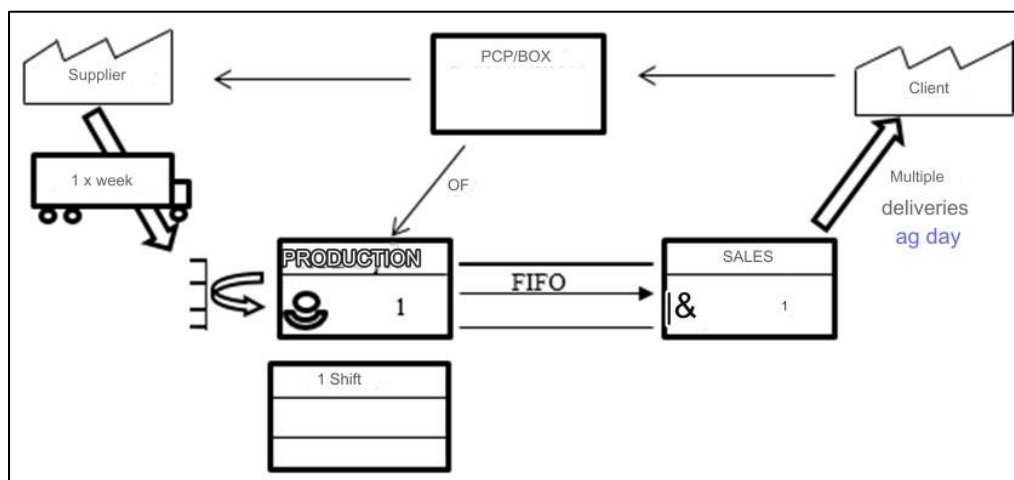 Supplier
PCP/BOX
Client
1 x week
OF
Multiple
deliveries
ag day
PRODUCTION
1
FIFO
SALES
|&
1
1 Shift